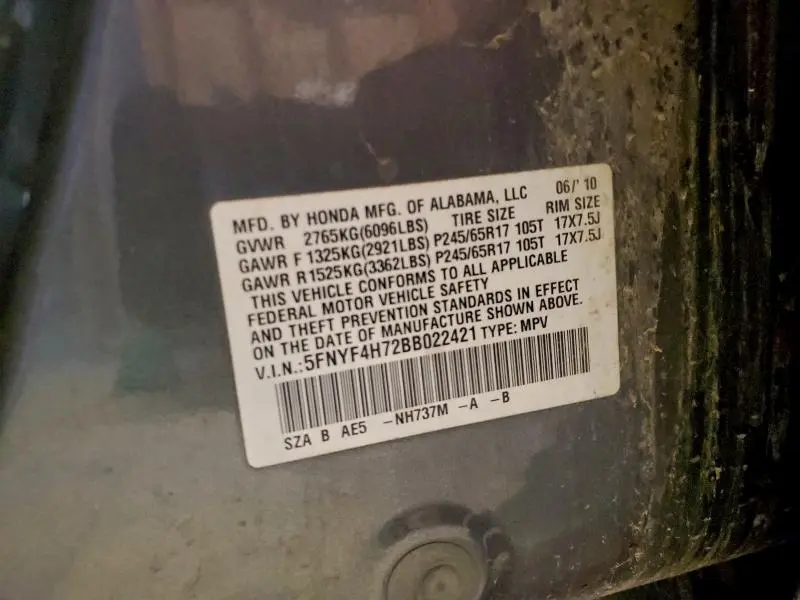 MFD. BY HONDA MFG. OF ALABAMA, LLC 06/'10
GVWR 2765KG(6096LBS) TIRE SIZE RIM SIZE
GAWR F 1325KG(2921LBS) P245/65R17 105T 17X7.5J
GAWR R 1525KG(3362LBS) P245/65R17 105T 17X7.5J
THIS VEHICLE CONFORMS TO ALL APPLICABLE
FEDERAL MOTOR VEHICLE SAFETY
AND THEFT PREVENTION STANDARDS IN EFFECT
ON THE DATE OF MANUFACTURE SHOWN ABOVE.
V.I.N.:5FNYF4H72BB022421 TYPE: MPV
SZA B AE5 -NH737M -A -B